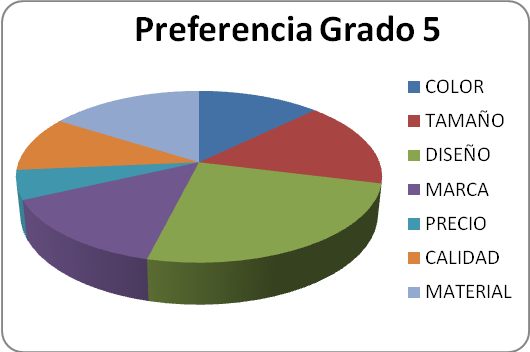 Preferencia Grado 5
COLOR
TAMAÑO
DISEÑO
MARCA
PRECIO
CALIDAD
MATERIAL